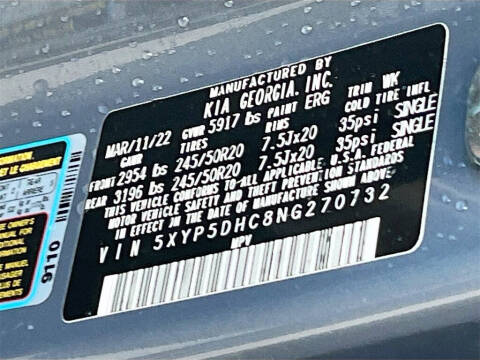 MANUFACTURED BY
KIA GEORGIA, INC.
MAR/11/22 GVWR 5917 lbs PAINT ERG TRIM WK
GAWR TIRES RIMS COLD TIRE INFL
FRONT 2954 lbs 245/50R20 7.5Jx20 35psi SINGLE
REAR 3196 lbs 245/50R20 7.5Jx20 35psi SINGLE
THIS VEHICLE CONFORMS TO ALL APPLICABLE U.S.A. FEDERAL
MOTOR VEHICLE SAFETY AND THEFT PREVENTION STANDARDS
IN EFFECT ON THE DATE OF MANUFACTURE SHOWN ABOVE.
VIN 5XYP5DHC8NG270732
MPV
9110